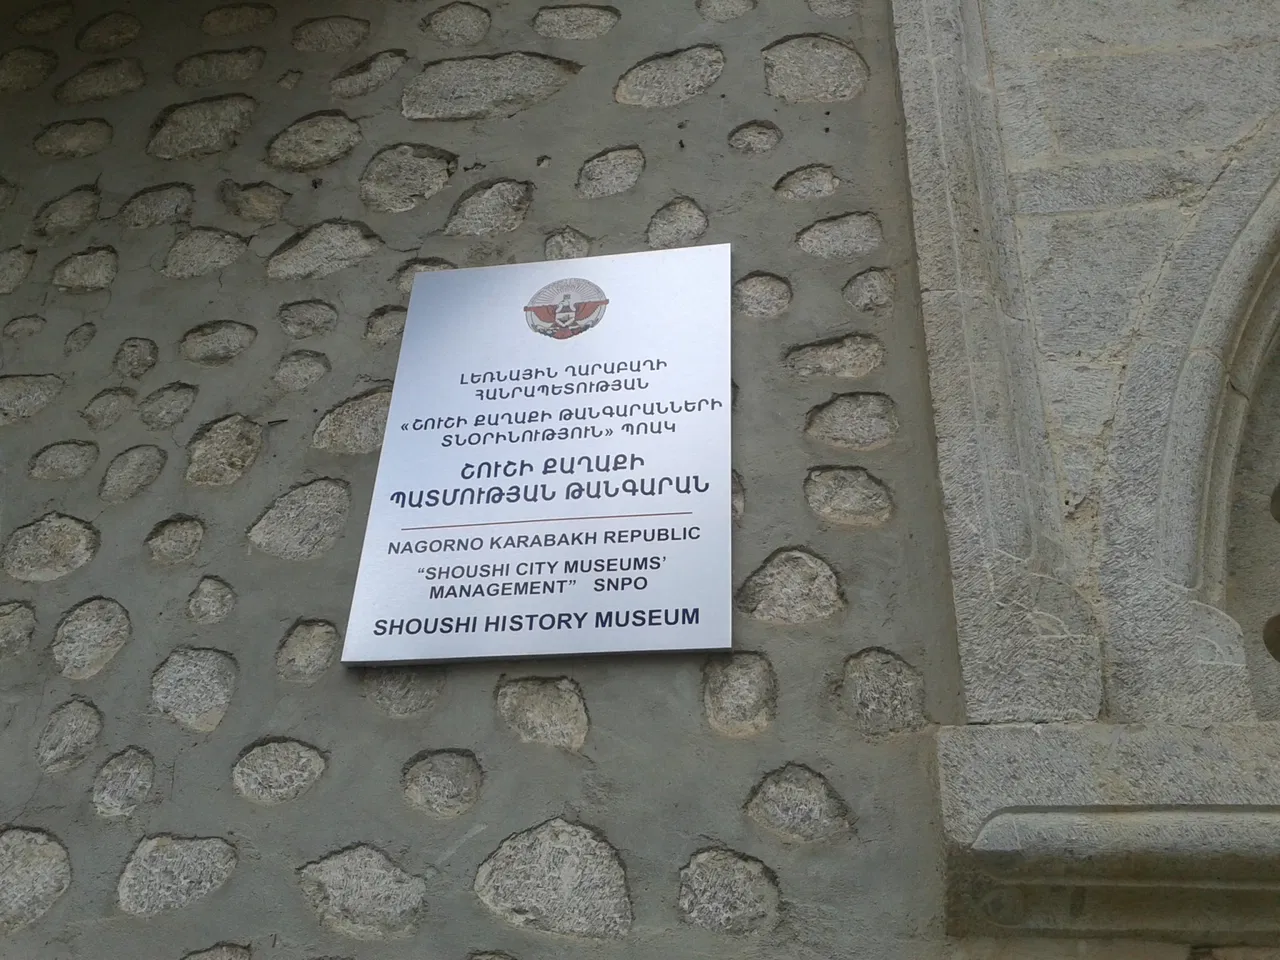 ԼԵՌՆԱՅԻՆ ՂԱՐԱԲԱՂԻ
ՀԱՆՐԱՊԵՏՈՒԹՅԱՆ
«ՇՈՒՇԻ ՔԱՂԱՔԻ ԹԱՆԳԱՐԱՆՆԵՐԻ
ՏՆՕՐԻՆՈՒԹՅՈՒՆ» ՊՈԱԿ
ՇՈՒՇԻ ՔԱՂԱՔԻ
ՊԱՏՄՈՒԹՅԱՆ ԹԱՆԳԱՐԱՆ
NAGORNO KARABAKH REPUBLIC
“SHOUSHI CITY MUSEUMS’
MANAGEMENT” SNPO
SHOUSHI HISTORY MUSEUM